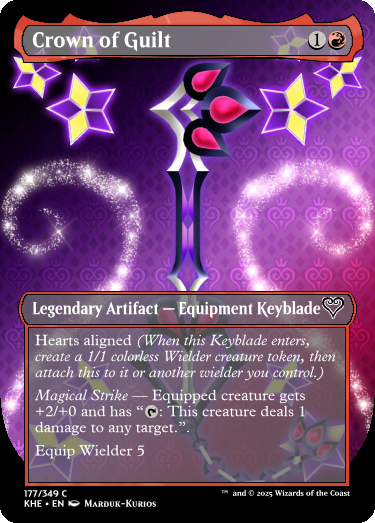 Crown of Guilt 1
Legendary Artifact — Equipment Keyblade
Hearts aligned (When this Keyblade enters,
create a 1/1 colorless Wielder creature token, then
attach this to it or another wielder you control.)
Magical Strike — Equipped creature gets
+2/+0 and has “: This creature deals 1
damage to any target.”.
Equip Wielder 5
177/349 C
KHE • EN Marduk-Kurios
™ and © 2025 Wizards of the Coast